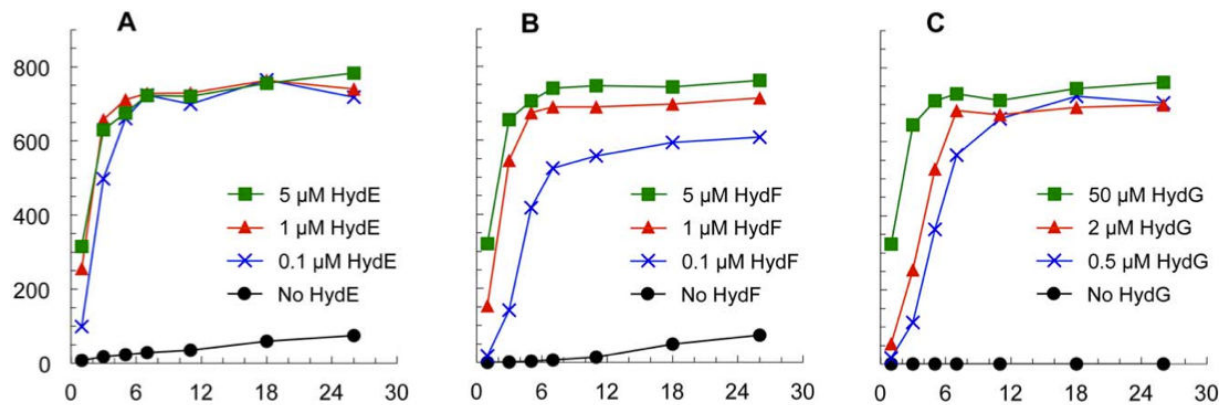 A
B
C
800
600
400
200
0
5 µM HydE
1 µM HydE
0.1 µM HydE
No HydE
0 6 12 18 24 30
5 µM HydF
1 µM HydF
0.1 µM HydF
No HydF
0 6 12 18 24 30
50 µM HydG
2 µM HydG
0.5 µM HydG
No HydG
0 6 12 18 24 30